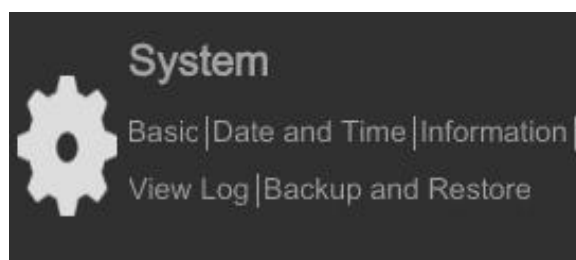 System
Basic|Date and Time|Information|
View Log|Backup and Restore